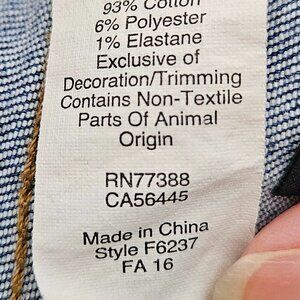 93% Cotton
6% Polyester
1% Elastane
Exclusive of
Decoration/Trimming
Contains Non-Textile
Parts Of Animal
Origin
RN77388
CA56445
Made in China
Style F6237
FA 16